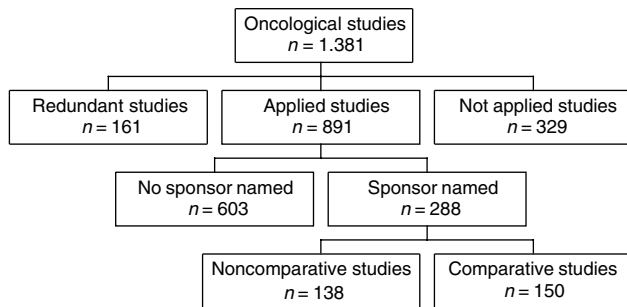 Oncological studies
n = 1.381
Redundant studies
n = 161
Applied studies
n = 891
Not applied studies
n = 329
No sponsor named
n = 603
Sponsor named
n = 288
Noncomparative studies
n = 138
Comparative studies
n = 150